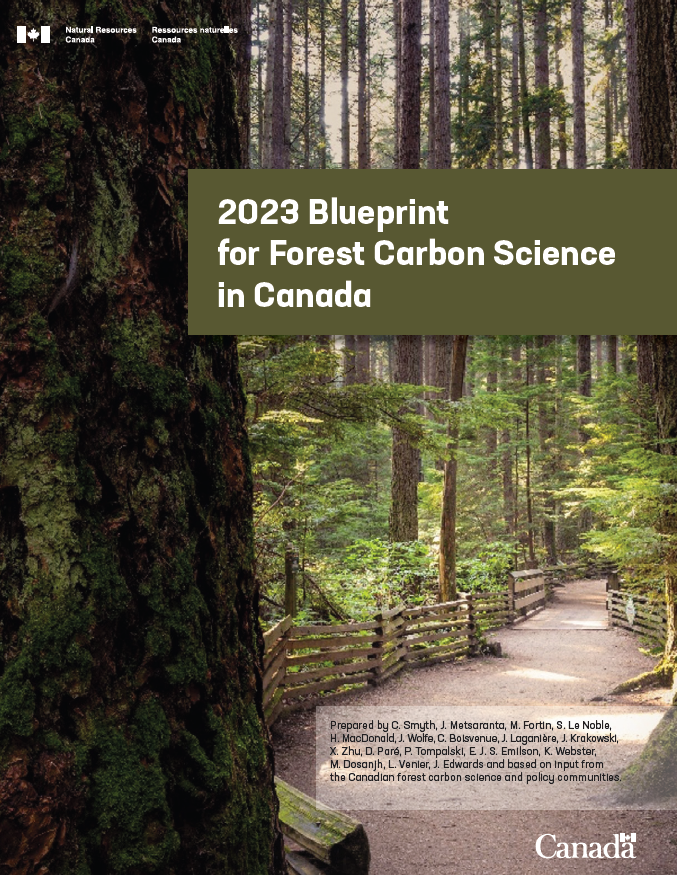 Natural Resources
Canada
Ressources naturelles
Canada
2023 Blueprint
for Forest Carbon Science
in Canada
Prepared by C. Smyth, J. Metsaranta, M. Fortin, S. Le Noble,
H. MacDonald, J. Wolfe, C. Boisvenue, J. Laganière, J. Krakowski,
X. Zhu, D. Paré, P. Tompalski, E. J. S. Emilson, K. Webster,
M. Dosanjh, L. Venier, J. Edwards and based on input from
the Canadian forest carbon science and policy communities.
Canada